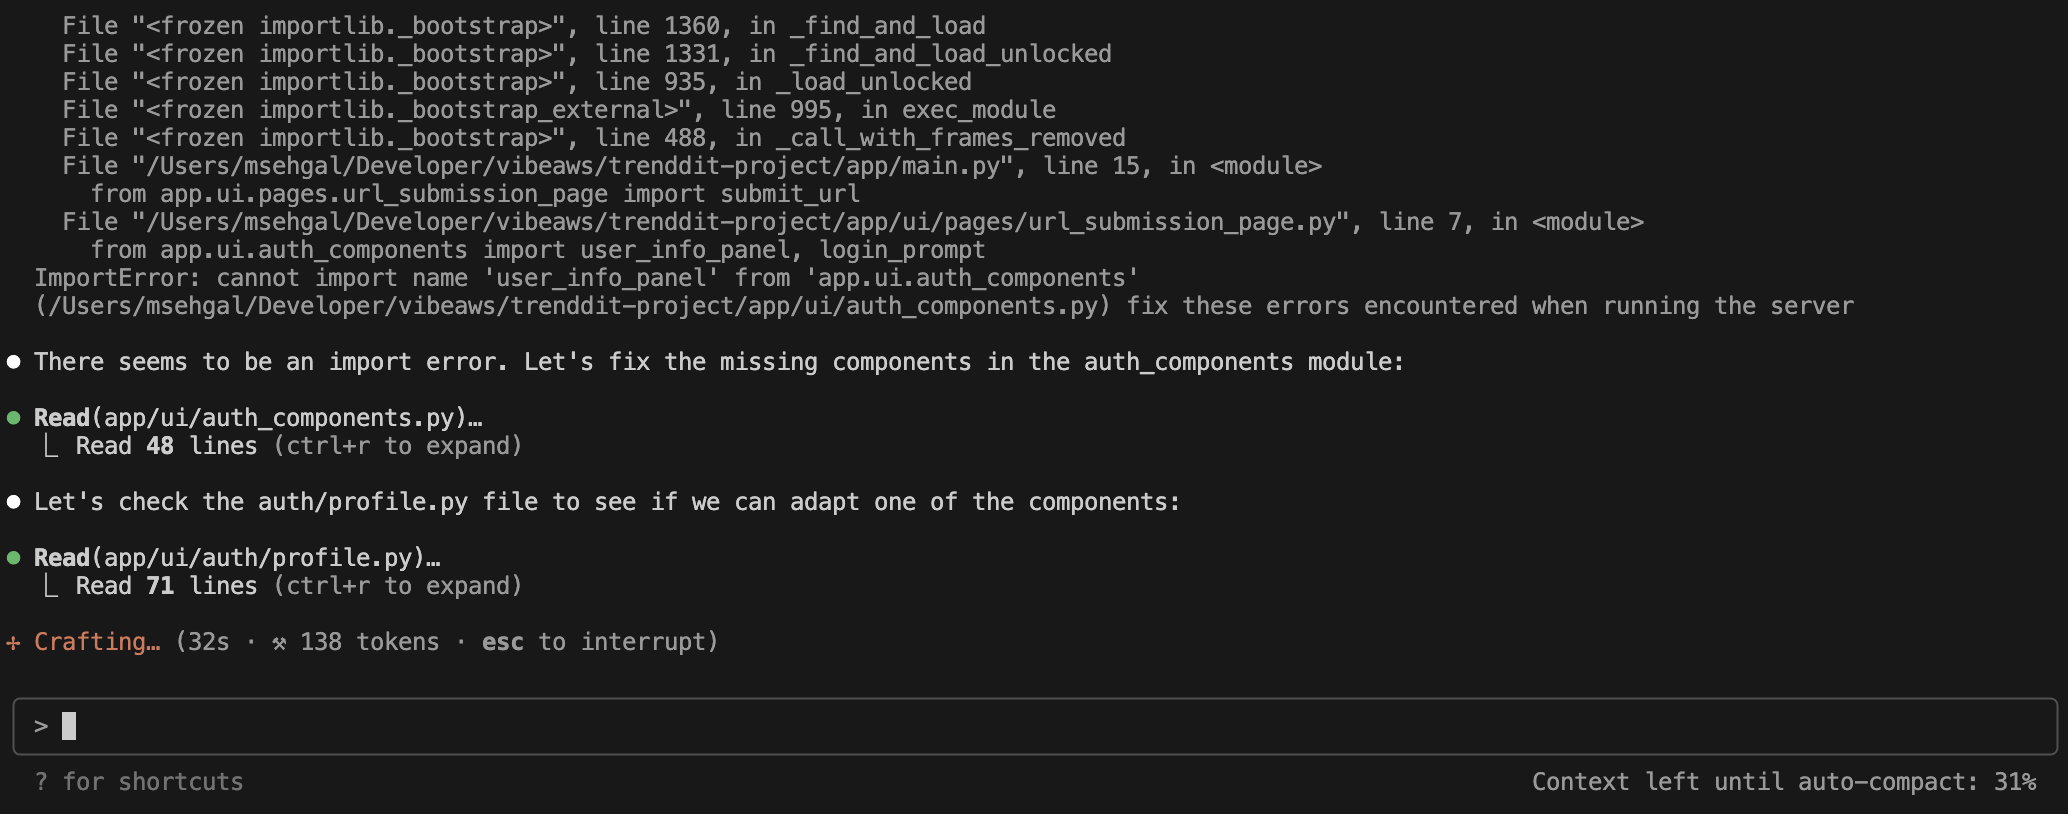 File "<frozen importlib._bootstrap>", line 1360, in _find_and_load
File "<frozen importlib._bootstrap>", line 1331, in _find_and_load_unlocked
File "<frozen importlib._bootstrap>", line 935, in _load_unlocked
File "<frozen importlib._bootstrap_external>", line 995, in exec_module
File "<frozen importlib._bootstrap>", line 488, in _call_with_frames_removed
File "/Users/msehgal/Developer/vibeaws/trenddit-project/app/main.py", line 15, in <module>
from app.ui.pages.url_submission_page import submit_url
File "/Users/msehgal/Developer/vibeaws/trenddit-project/app/ui/pages/url_submission_page.py", line 7, in <module>
from app.ui.auth_components import user_info_panel, login_prompt
ImportError: cannot import name 'user_info_panel' from 'app.ui.auth_components'
(/Users/msehgal/Developer/vibeaws/trenddit-project/app/ui/auth_components.py) fix these errors encountered when running the server
● There seems to be an import error. Let's fix the missing components in the auth_components module:
● Read(app/ui/auth_components.py)…
⎿ Read 48 lines (ctrl+r to expand)
● Let's check the auth/profile.py file to see if we can adapt one of the components:
● Read(app/ui/auth/profile.py)…
⎿ Read 71 lines (ctrl+r to expand)
✢ Crafting… (32s · ⚒ 138 tokens · esc to interrupt)
>
? for shortcuts
Context left until auto-compact: 31%